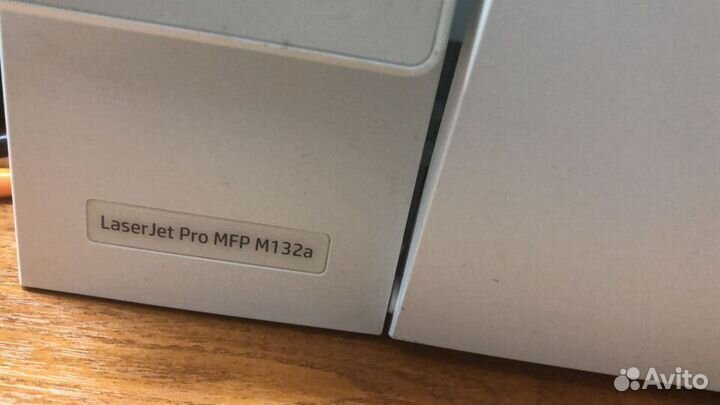 LaserJet Pro MFP M132a
Avito